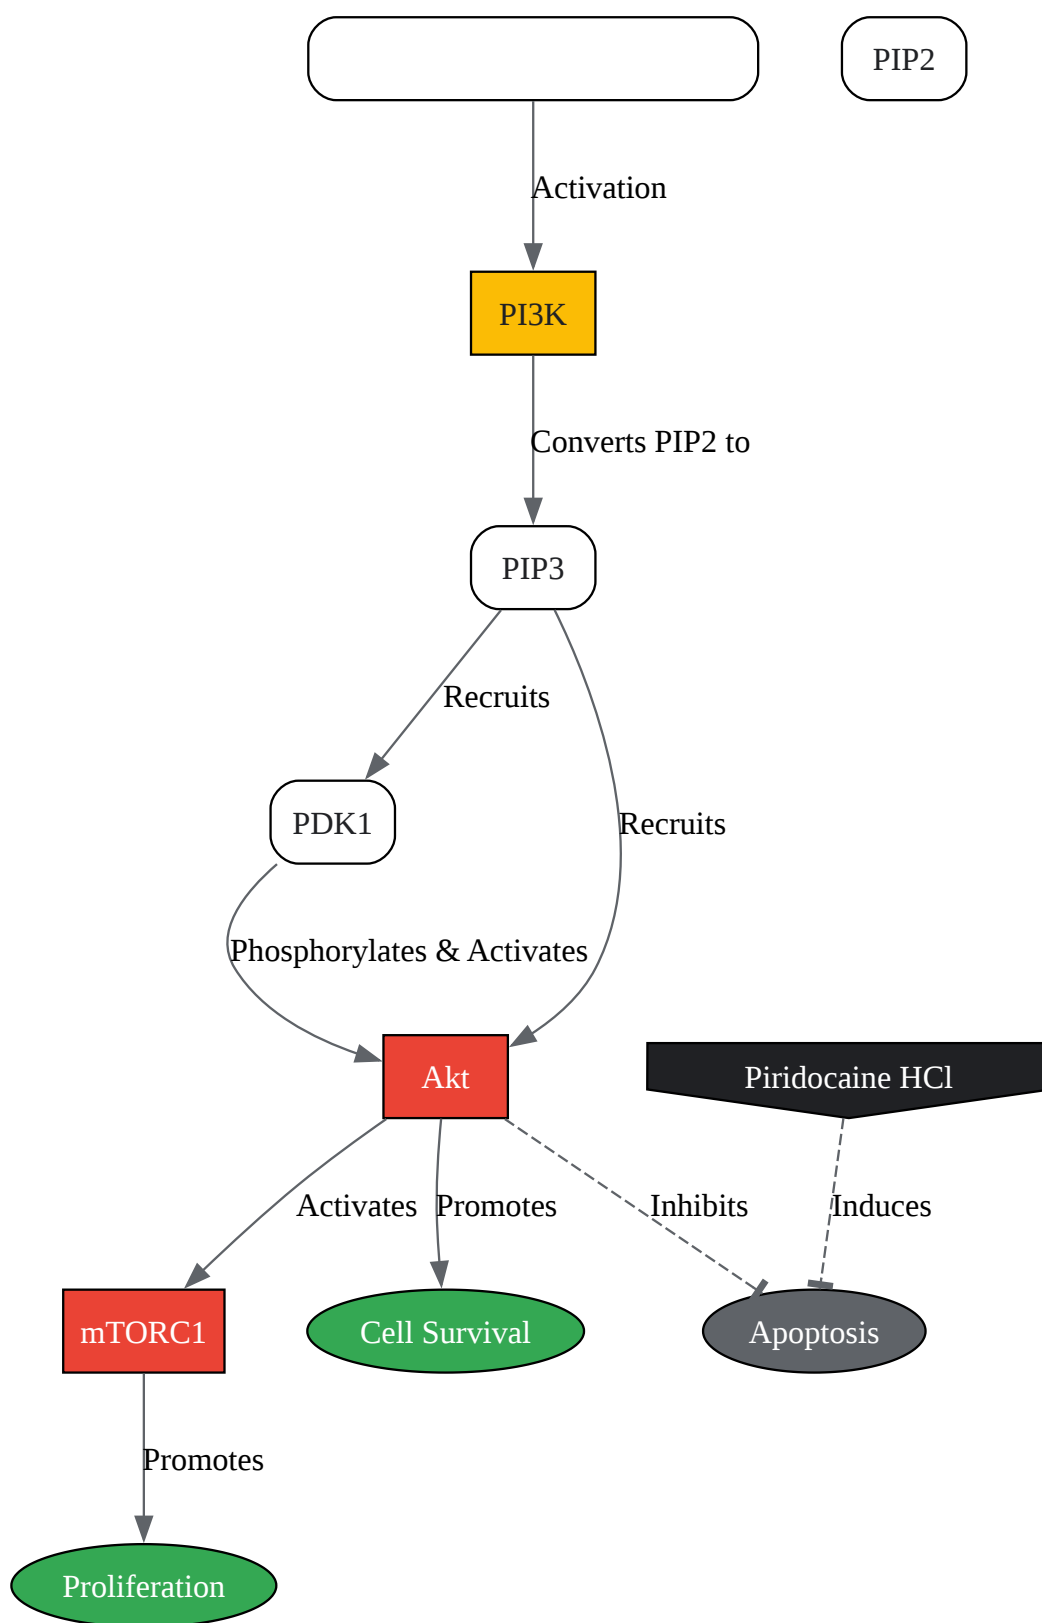 PIP2
Activation
PI3K
Converts PIP2 to
PIP3
Recruits
PDK1
Recruits
Phosphorylates & Activates
Akt
Piridocaine HCl
Activates
Promotes
Inhibits
Induces
mTORC1
Cell Survival
Apoptosis
Promotes
Proliferation